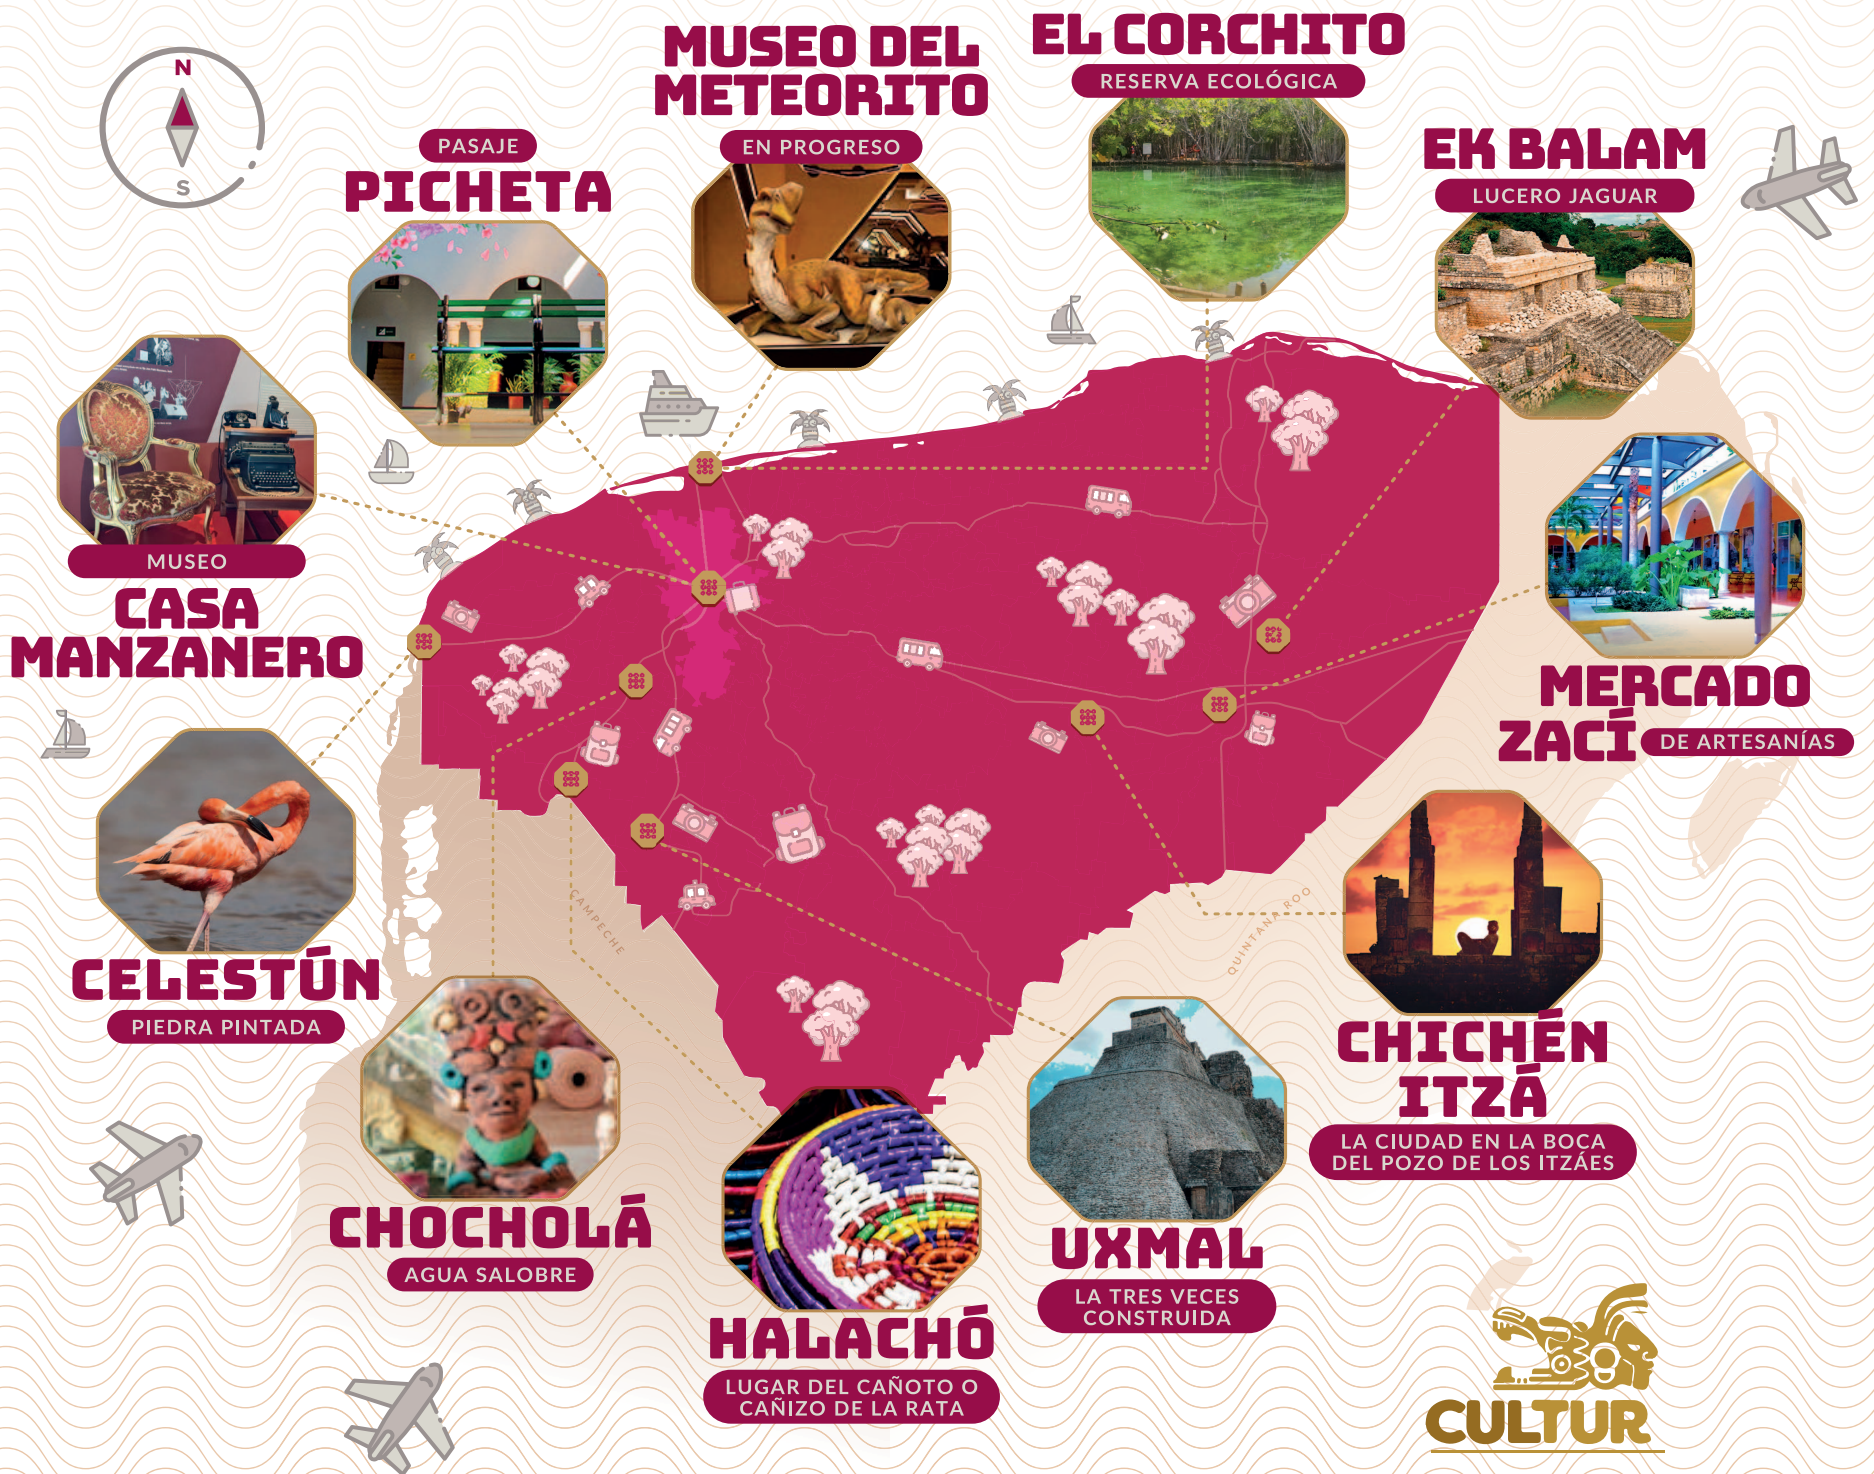 N
S
PASAJE
PICHETA
MUSEO DEL
METEORITO
EN PROGRESO
EL CORCHITO
RESERVA ECOLÓGICA
EK BALAM
LUCERO JAGUAR
MUSEO
CASA
MANZANERO
MERCADO
ZACÍ DE ARTESANÍAS
CELESTÚN
PIEDRA PINTADA
CAMPECHE
QUINTANA ROO
CHICHÉN
ITZÁ
LA CIUDAD EN LA BOCA
DEL POZO DE LOS ITZÁES
CHOCHOLÁ
AGUA SALOBRE
UXMAL
LA TRES VECES
CONSTRUIDA
HALACHÓ
LUGAR DEL CAÑOTO O
CAÑIZO DE LA RATA
CULTUR